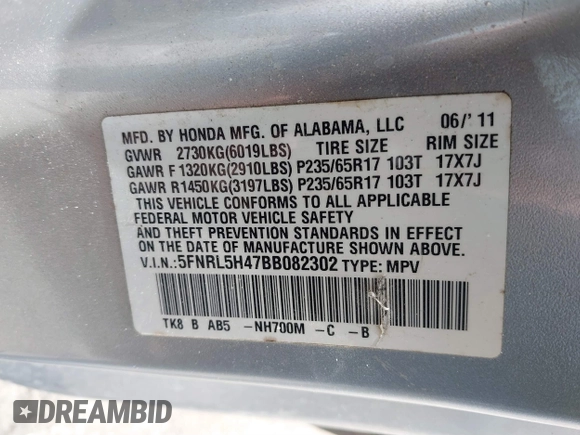 MFD. BY HONDA MFG. OF ALABAMA, LLC 06/'11
GVWR 2730KG(6019LBS) TIRE SIZE RIM SIZE
GAWR F 1320KG(2910LBS) P235/65R17 103T 17X7J
GAWR R1450KG(3197LBS) P235/65R17 103T 17X7J
THIS VEHICLE CONFORMS TO ALL APPLICABLE
FEDERAL MOTOR VEHICLE SAFETY
AND THEFT PREVENTION STANDARDS IN EFFECT
ON THE DATE OF MANUFACTURE SHOWN ABOVE.
V.I.N.:5FNRL5H47BB082302 TYPE: MPV
TK8 B AB5 -NH700M -C -B
DREAMBID